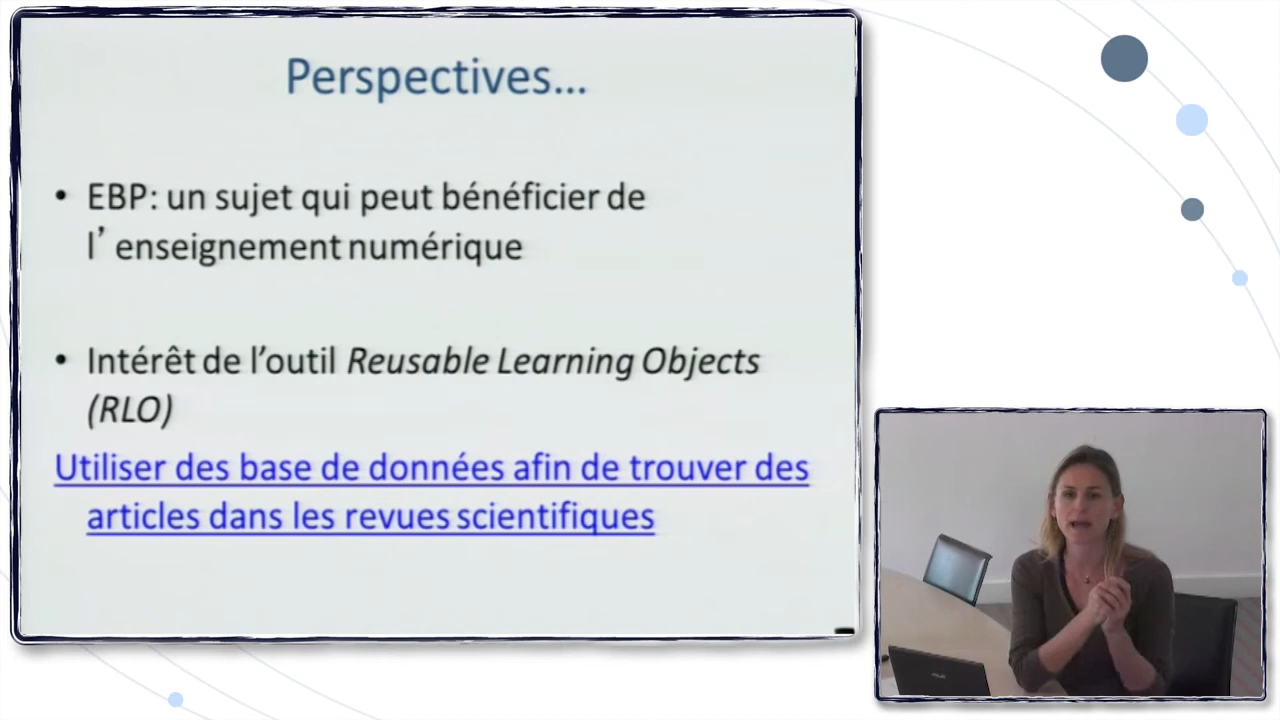 Perspectives...
• EBP: un sujet qui peut bénéficier de
l’ enseignement numérique
• Intérêt de l’outil Reusable Learning Objects
(RLO)
Utiliser des base de données afin de trouver des
articles dans les revues scientifiques